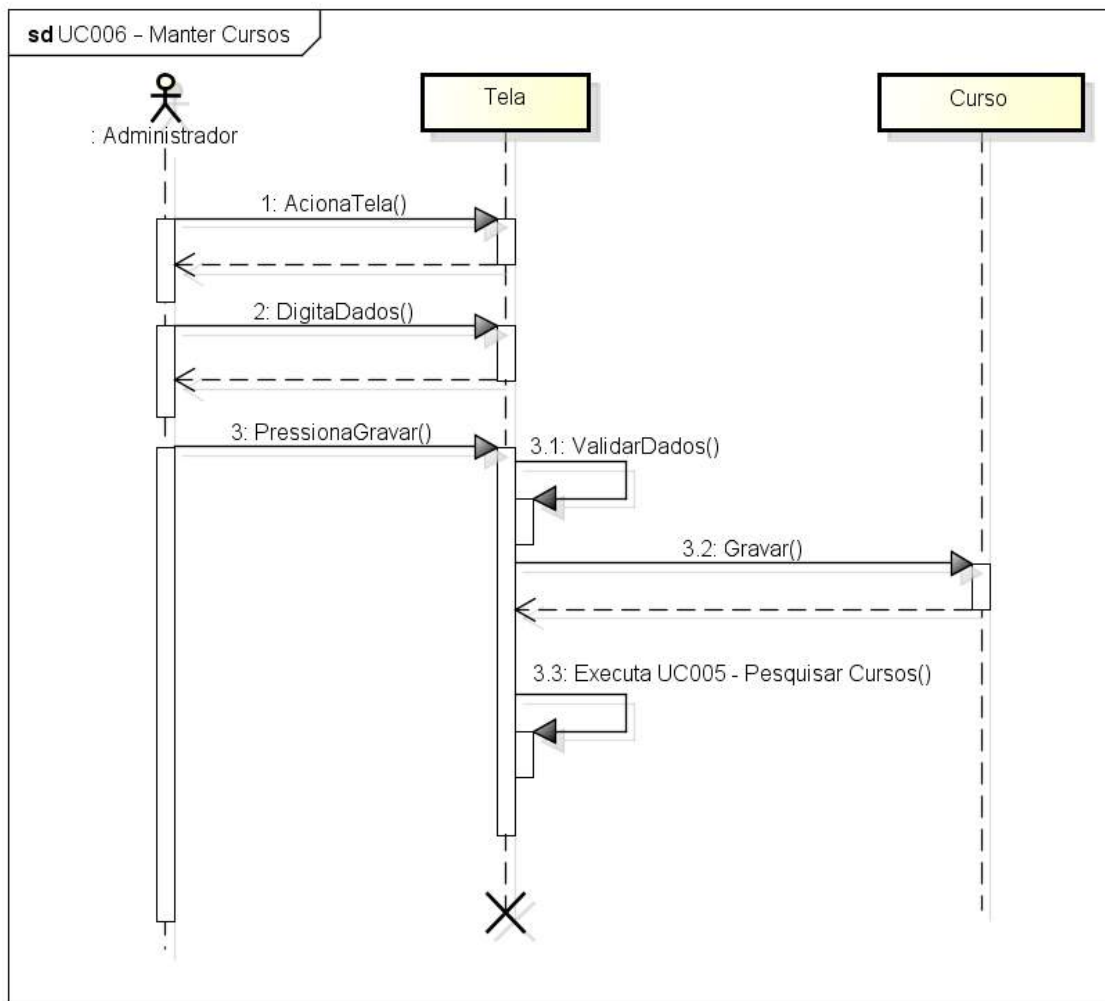 sd UC006 - Manter Cursos
: Administrador
Tela
Curso
1: AcionaTela()
2: DigitaDados()
3: PressionaGravar()
3.1: ValidarDados()
3.2: Gravar()
3.3: Executa UC005 - Pesquisar Cursos()